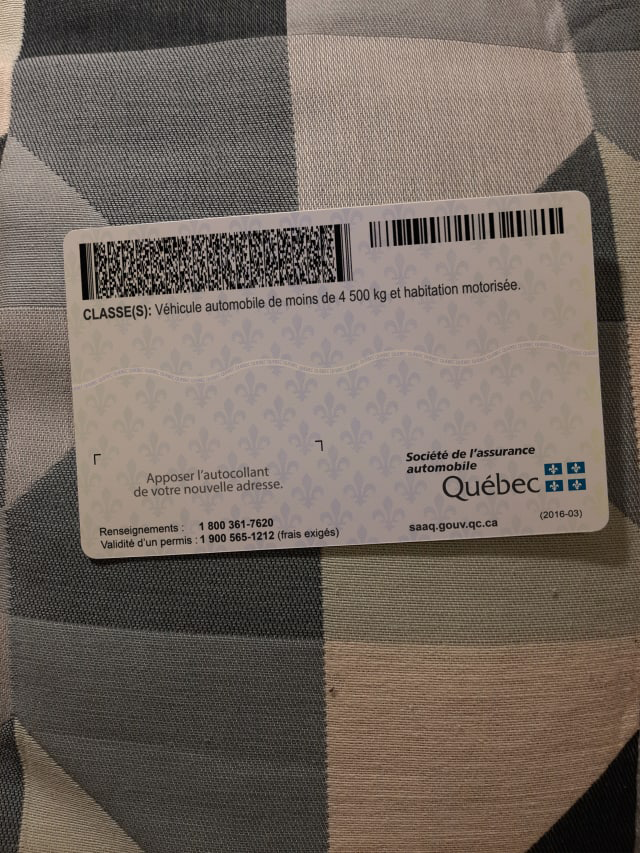 CLASSE(S): Véhicule automobile de moins de 4 500 kg et habitation motorisée.
Apposer l'autocollant
de votre nouvelle adresse.
Société de l'assurance
automobile
Québec
Renseignements : 1 800 361-7620
Validité d'un permis : 1 900 565-1212 (frais exigés)
saaq.gouv.qc.ca
(2016-03)